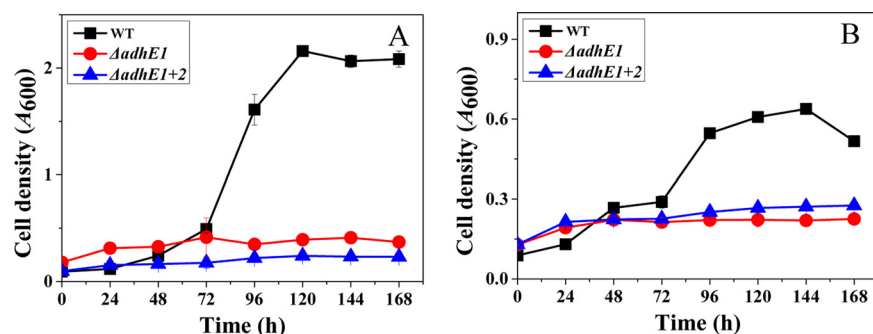 A
WT
ΔadhE1
ΔadhE1+2
Cell density (A600)
2
1
0
0 24 48 72 96 120 144 168
Time (h)
B
WT
ΔadhE1
ΔadhE1+2
Cell density (A600)
0.9
0.6
0.3
0.0
0 24 48 72 96 120 144 168
Time (h)